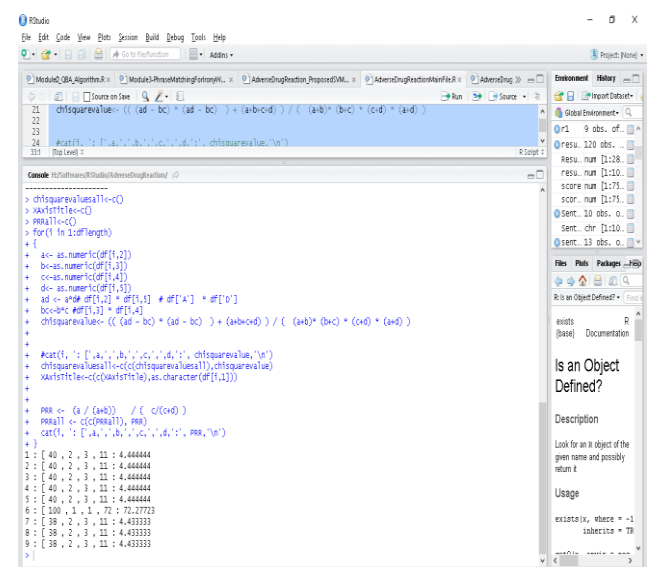 RStudio
File Edit Code View Plots Session Build Debug Tools Help
Go to file/function Addins Project: (None)
Module2_QBA_Algorithm.R Module3-PhraseMatchingForIronyW... AdverseDrugReaction_ProposedSVM... AdverseDrugReactionMainFile.R AdverseDrug
Source on Save Run Source
21 chisquarevalue<- (( (ad - bc) * (ad - bc) ) + (a+b+c+d) ) / ( (a+b)* (b+c) * (c+d) * (a+d) )
22
23
24 #cat(i, ': [',a,',',b,',',c,',',d,':', chisquarevalue,'\n')
33:1 (Top Level) R Script
Console
---------------------
> chisquarevaluesall<-c()
> XAxisTitle<-c()
> PRRall<-c()
> for(i in 1:dflength)
+ {
+ a<- as.numeric(df[i,2])
+ b<-as.numeric(df[i,3])
+ c<-as.numeric(df[i,4])
+ d<- as.numeric(df[i,5])
+ ad <- a*d# df[i,2] * df[i,5] # df['A'] * df['D']
+ bc<-b*c #df[i,3] * df[i,4]
+ chisquarevalue<- (( (ad - bc) * (ad - bc) ) + (a+b+c+d) ) / ( (a+b)* (b+c) * (c+d) * (a+d) )
+
+
+ #cat(i, ': [',a,',',b,',',c,',',d,':', chisquarevalue,'\n')
+ chisquarevaluesall<-c(c(chisquarevaluesall),chisquarevalue)
+ XAxisTitle<-c(c(XAxisTitle),as.character(df[i,1]))
+
+
+ PRR <- (a / (a+b)) / ( c/(c+d) )
+ PRRall <- c(c(PRRall), PRR)
+ cat(i, ': [',a,',',b,',',c,',',d,':', PRR,'\n')
+ }
1 : [ 40 , 2 , 3 , 11 : 4.444444
2 : [ 40 , 2 , 3 , 11 : 4.444444
3 : [ 40 , 2 , 3 , 11 : 4.444444
4 : [ 40 , 2 , 3 , 11 : 4.444444
5 : [ 40 , 2 , 3 , 11 : 4.444444
6 : [ 100 , 1 , 1 , 72 : 72.27723
7 : [ 38 , 2 , 3 , 11 : 4.433333
8 : [ 38 , 2 , 3 , 11 : 4.433333
9 : [ 38 , 2 , 3 , 11 : 4.433333
>
Environment History
Import Dataset
Global Environment
r1 9 obs. of..
resu.. 120 obs. ..
Resu.. num [1:28..
resu.. num [1:10..
score num [1:75..
scor.. num [1:75..
Sent.. 10 obs. o..
Sent.. chr [1:10..
sent.. 13 obs. o..
Files Plots Packages Help
R: Is an Object Defined? Find i
exists R
{base} Documentation
Is an Object
Defined?
Description
Look for an R object of the
given name and possibly
return it
Usage
exists(x, where = -1
inherits = TR